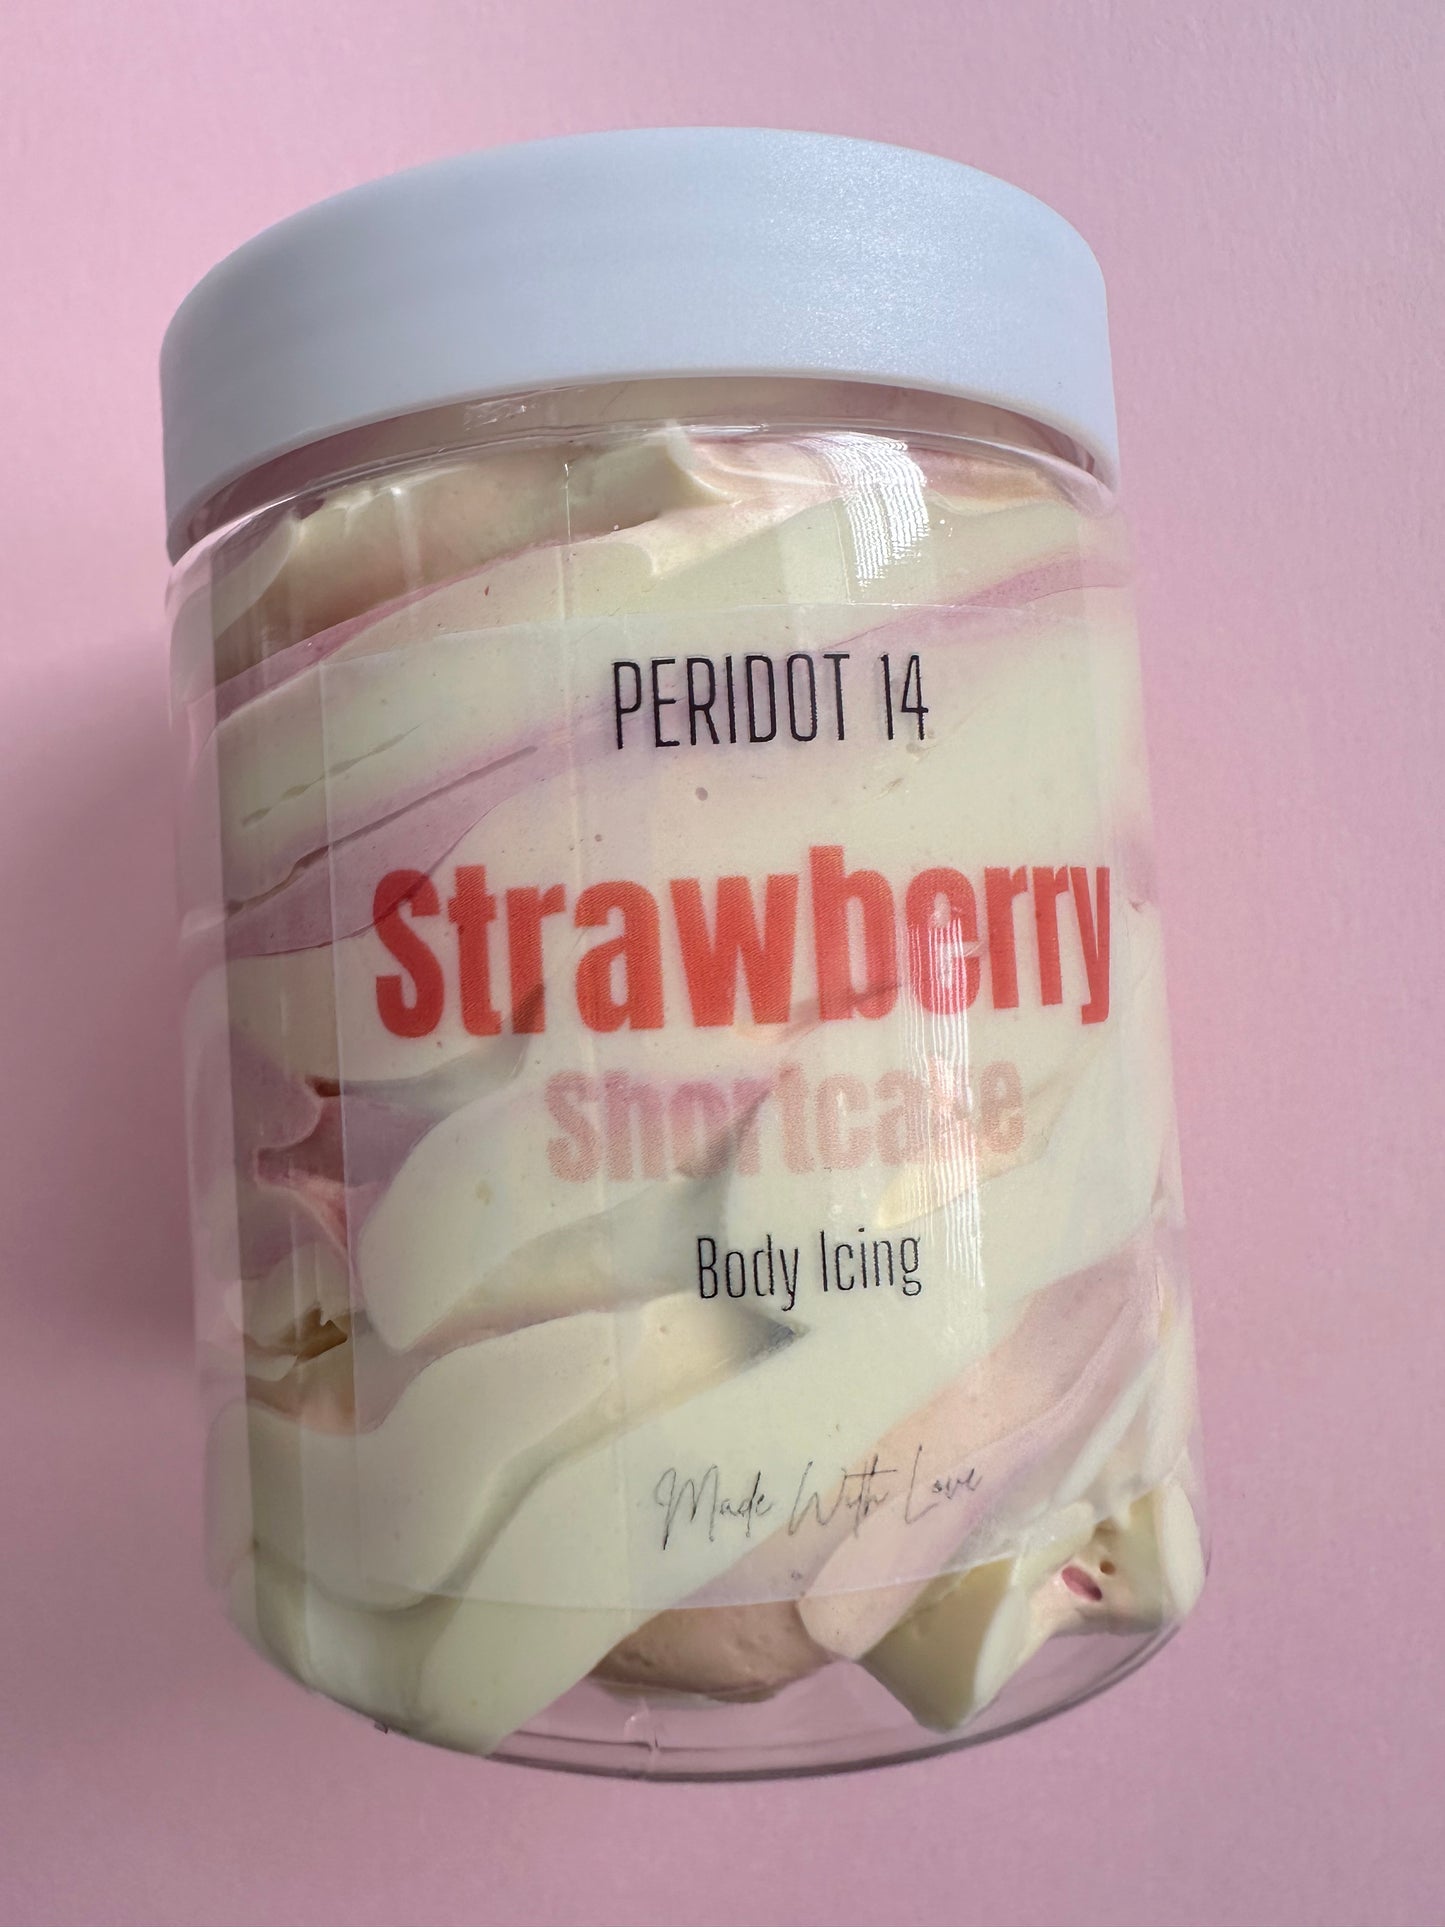 PERIDOT 14
Strawberry
shortcake
Body Icing
Made With Love